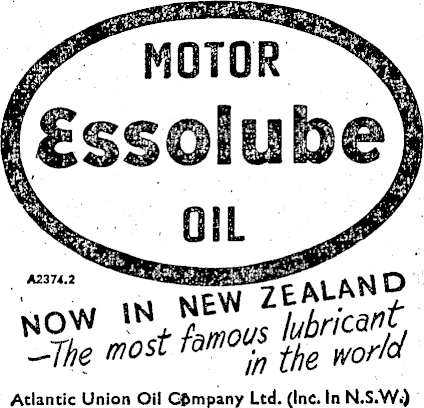 MOTOR
Essolube
OIL
A2374.2
NOW IN NEW ZEALAND
—The most famous lubricant
in the world
Atlantic Union Oil Company Ltd. (Inc. In N.S.W.)